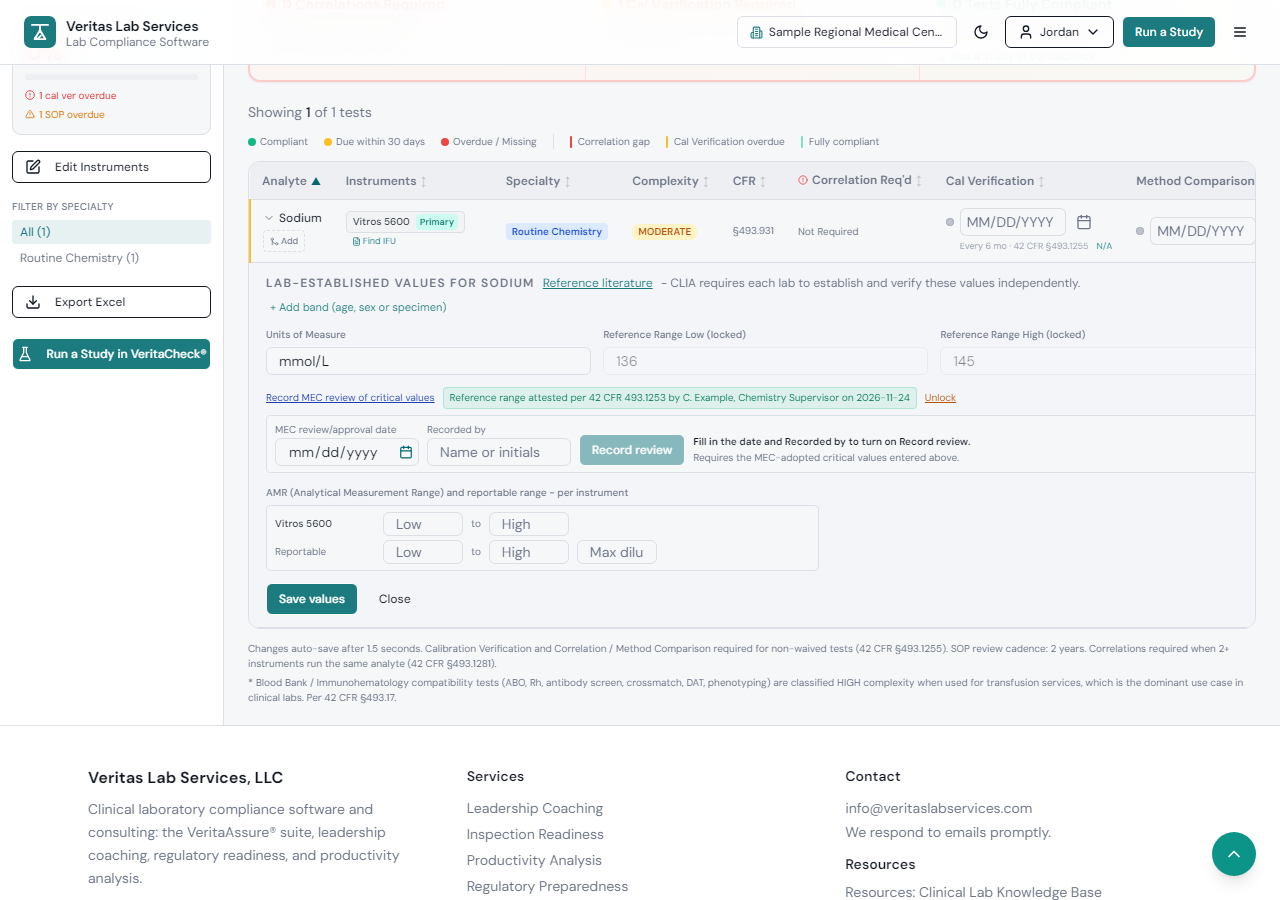 Veritas Lab Services
Lab Compliance Software
Sample Regional Medical Cen...
Jordan
Run a Study
1 cal ver overdue
1 SOP overdue
Edit Instruments
FILTER BY SPECIALTY
All (1)
Routine Chemistry (1)
Export Excel
Run a Study in VeritaCheck®
Showing 1 of 1 tests
Compliant
Due within 30 days
Overdue / Missing
Correlation gap
Cal Verification overdue
Fully compliant
Analyte
Instruments
Specialty
Complexity
CFR
Correlation Req'd
Cal Verification
Method Comparison
Sodium
Add
Vitros 5600 Primary
Find IFU
Routine Chemistry
MODERATE
§493.931
Not Required
MM/DD/YYYY
Every 6 mo · 42 CFR §493.1255 N/A
MM/DD/YYYY
LAB-ESTABLISHED VALUES FOR SODIUM Reference literature - CLIA requires each lab to establish and verify these values independently.
+ Add band (age, sex or specimen)
Units of Measure
Reference Range Low (locked)
Reference Range High (locked)
mmol/L
136
145
Record MEC review of critical values
Reference range attested per 42 CFR 493.1253 by C. Example, Chemistry Supervisor on 2026-11-24
Unlock
MEC review/approval date
Recorded by
mm/dd/yyyy
Name or initials
Record review
Fill in the date and Recorded by to turn on Record review.
Requires the MEC-adopted critical values entered above.
AMR (Analytical Measurement Range) and reportable range - per instrument
Vitros 5600 Low to High
Reportable Low to High Max dilu
Save values
Close
Changes auto-save after 1.5 seconds. Calibration Verification and Correlation / Method Comparison required for non-waived tests (42 CFR §493.1255). SOP review cadence: 2 years. Correlations required when 2+
instruments run the same analyte (42 CFR §493.1281).
* Blood Bank / Immunohematology compatibility tests (ABO, Rh, antibody screen, crossmatch, DAT, phenotyping) are classified HIGH complexity when used for transfusion services, which is the dominant use case in
clinical labs. Per 42 CFR §493.17.
Veritas Lab Services, LLC
Clinical laboratory compliance software and
consulting: the VeritaAssure® suite, leadership
coaching, regulatory readiness, and productivity
analysis.
Services
Leadership Coaching
Inspection Readiness
Productivity Analysis
Regulatory Preparedness
Contact
info@veritaslabservices.com
We respond to emails promptly.
Resources
Resources: Clinical Lab Knowledge Base